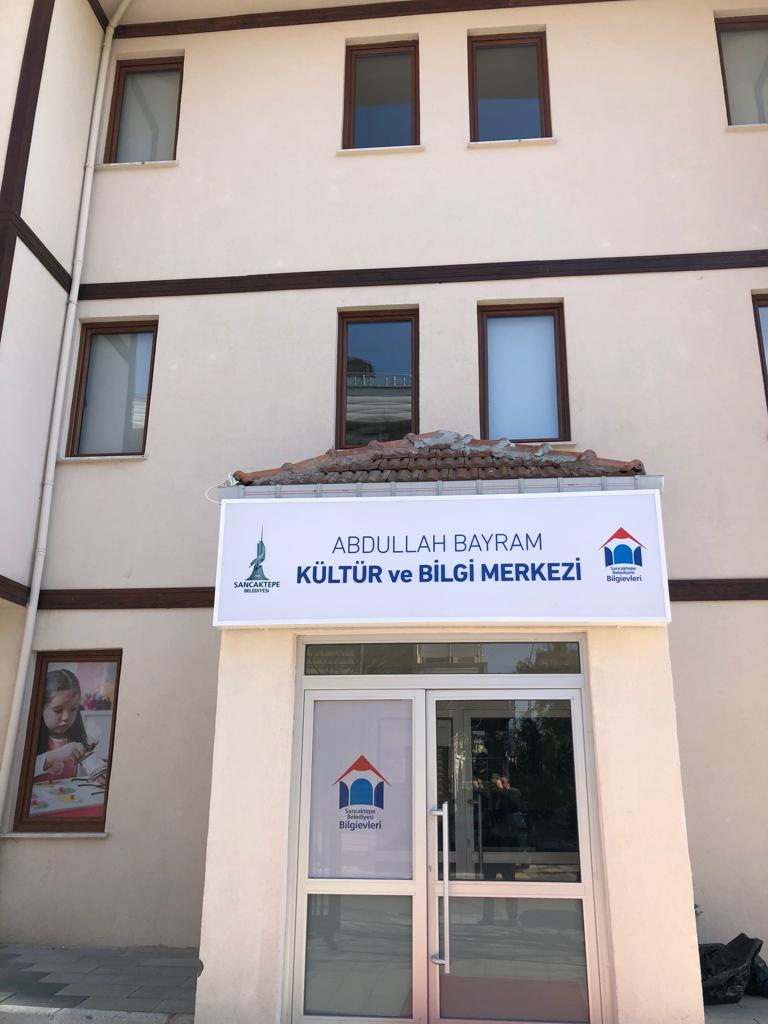 ABDULLAH BAYRAM
KÜLTÜR ve BİLGİ MERKEZİ
SANCAKTEPE
BELEDİYESİ
Sancaktepe
Belediyesi
Bilgievleri
Sancaktepe
Belediyesi
Bilgievleri